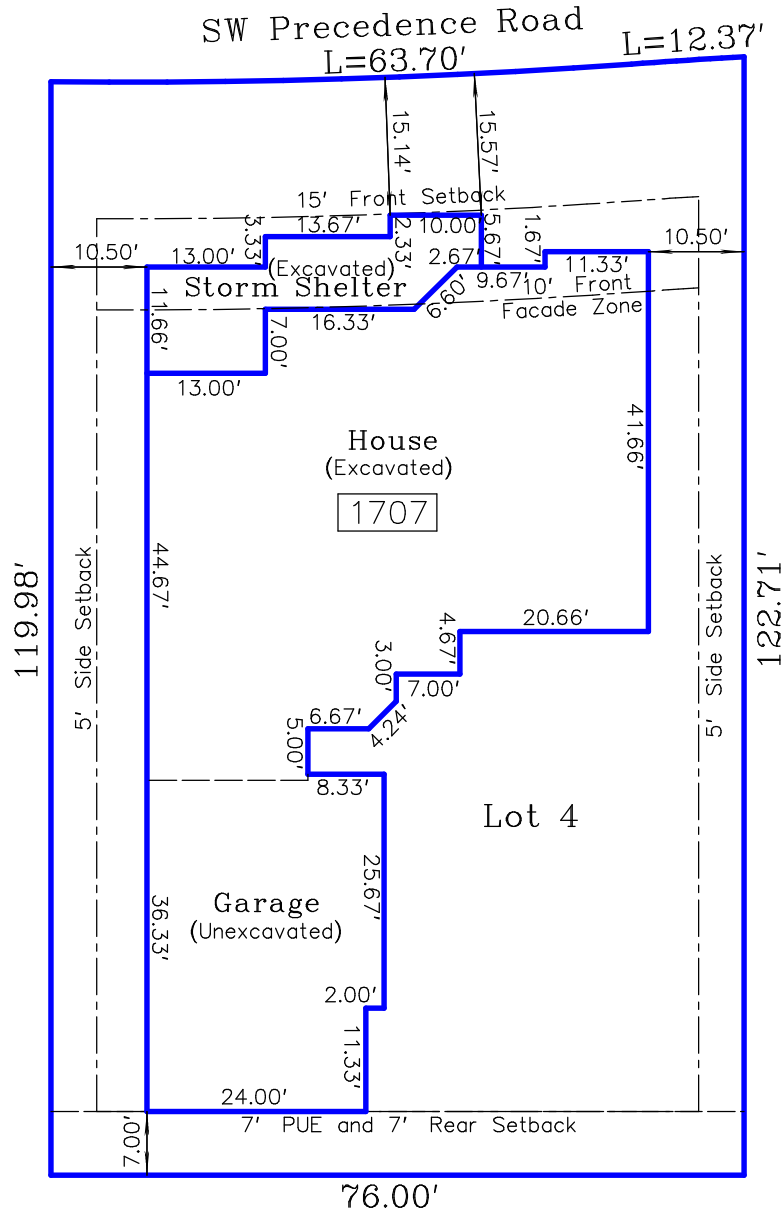 SW Precedence Road
L=63.70'
L=12.37'
15.14'
15.57'
15' Front Setback
3.33'
13.67'
2.33'
10.00'
5.67'
1.67'
10.50'
13.00'
(Excavated)
2.67'
9.67'
11.33'
10.50'
Storm Shelter
6.60'
10' Front
Facade Zone
11.66'
16.33'
7.00'
13.00'
41.66'
House
(Excavated)
1707
44.67'
119.98'
5' Side Setback
5' Side Setback
122.71'
20.66'
4.67'
3.00'
7.00'
6.67'
4.24'
5.00'
8.33'
Lot 4
25.67'
Garage
(Unexcavated)
36.33'
2.00'
11.33'
24.00'
7' PUE and 7' Rear Setback
7.00'
76.00'